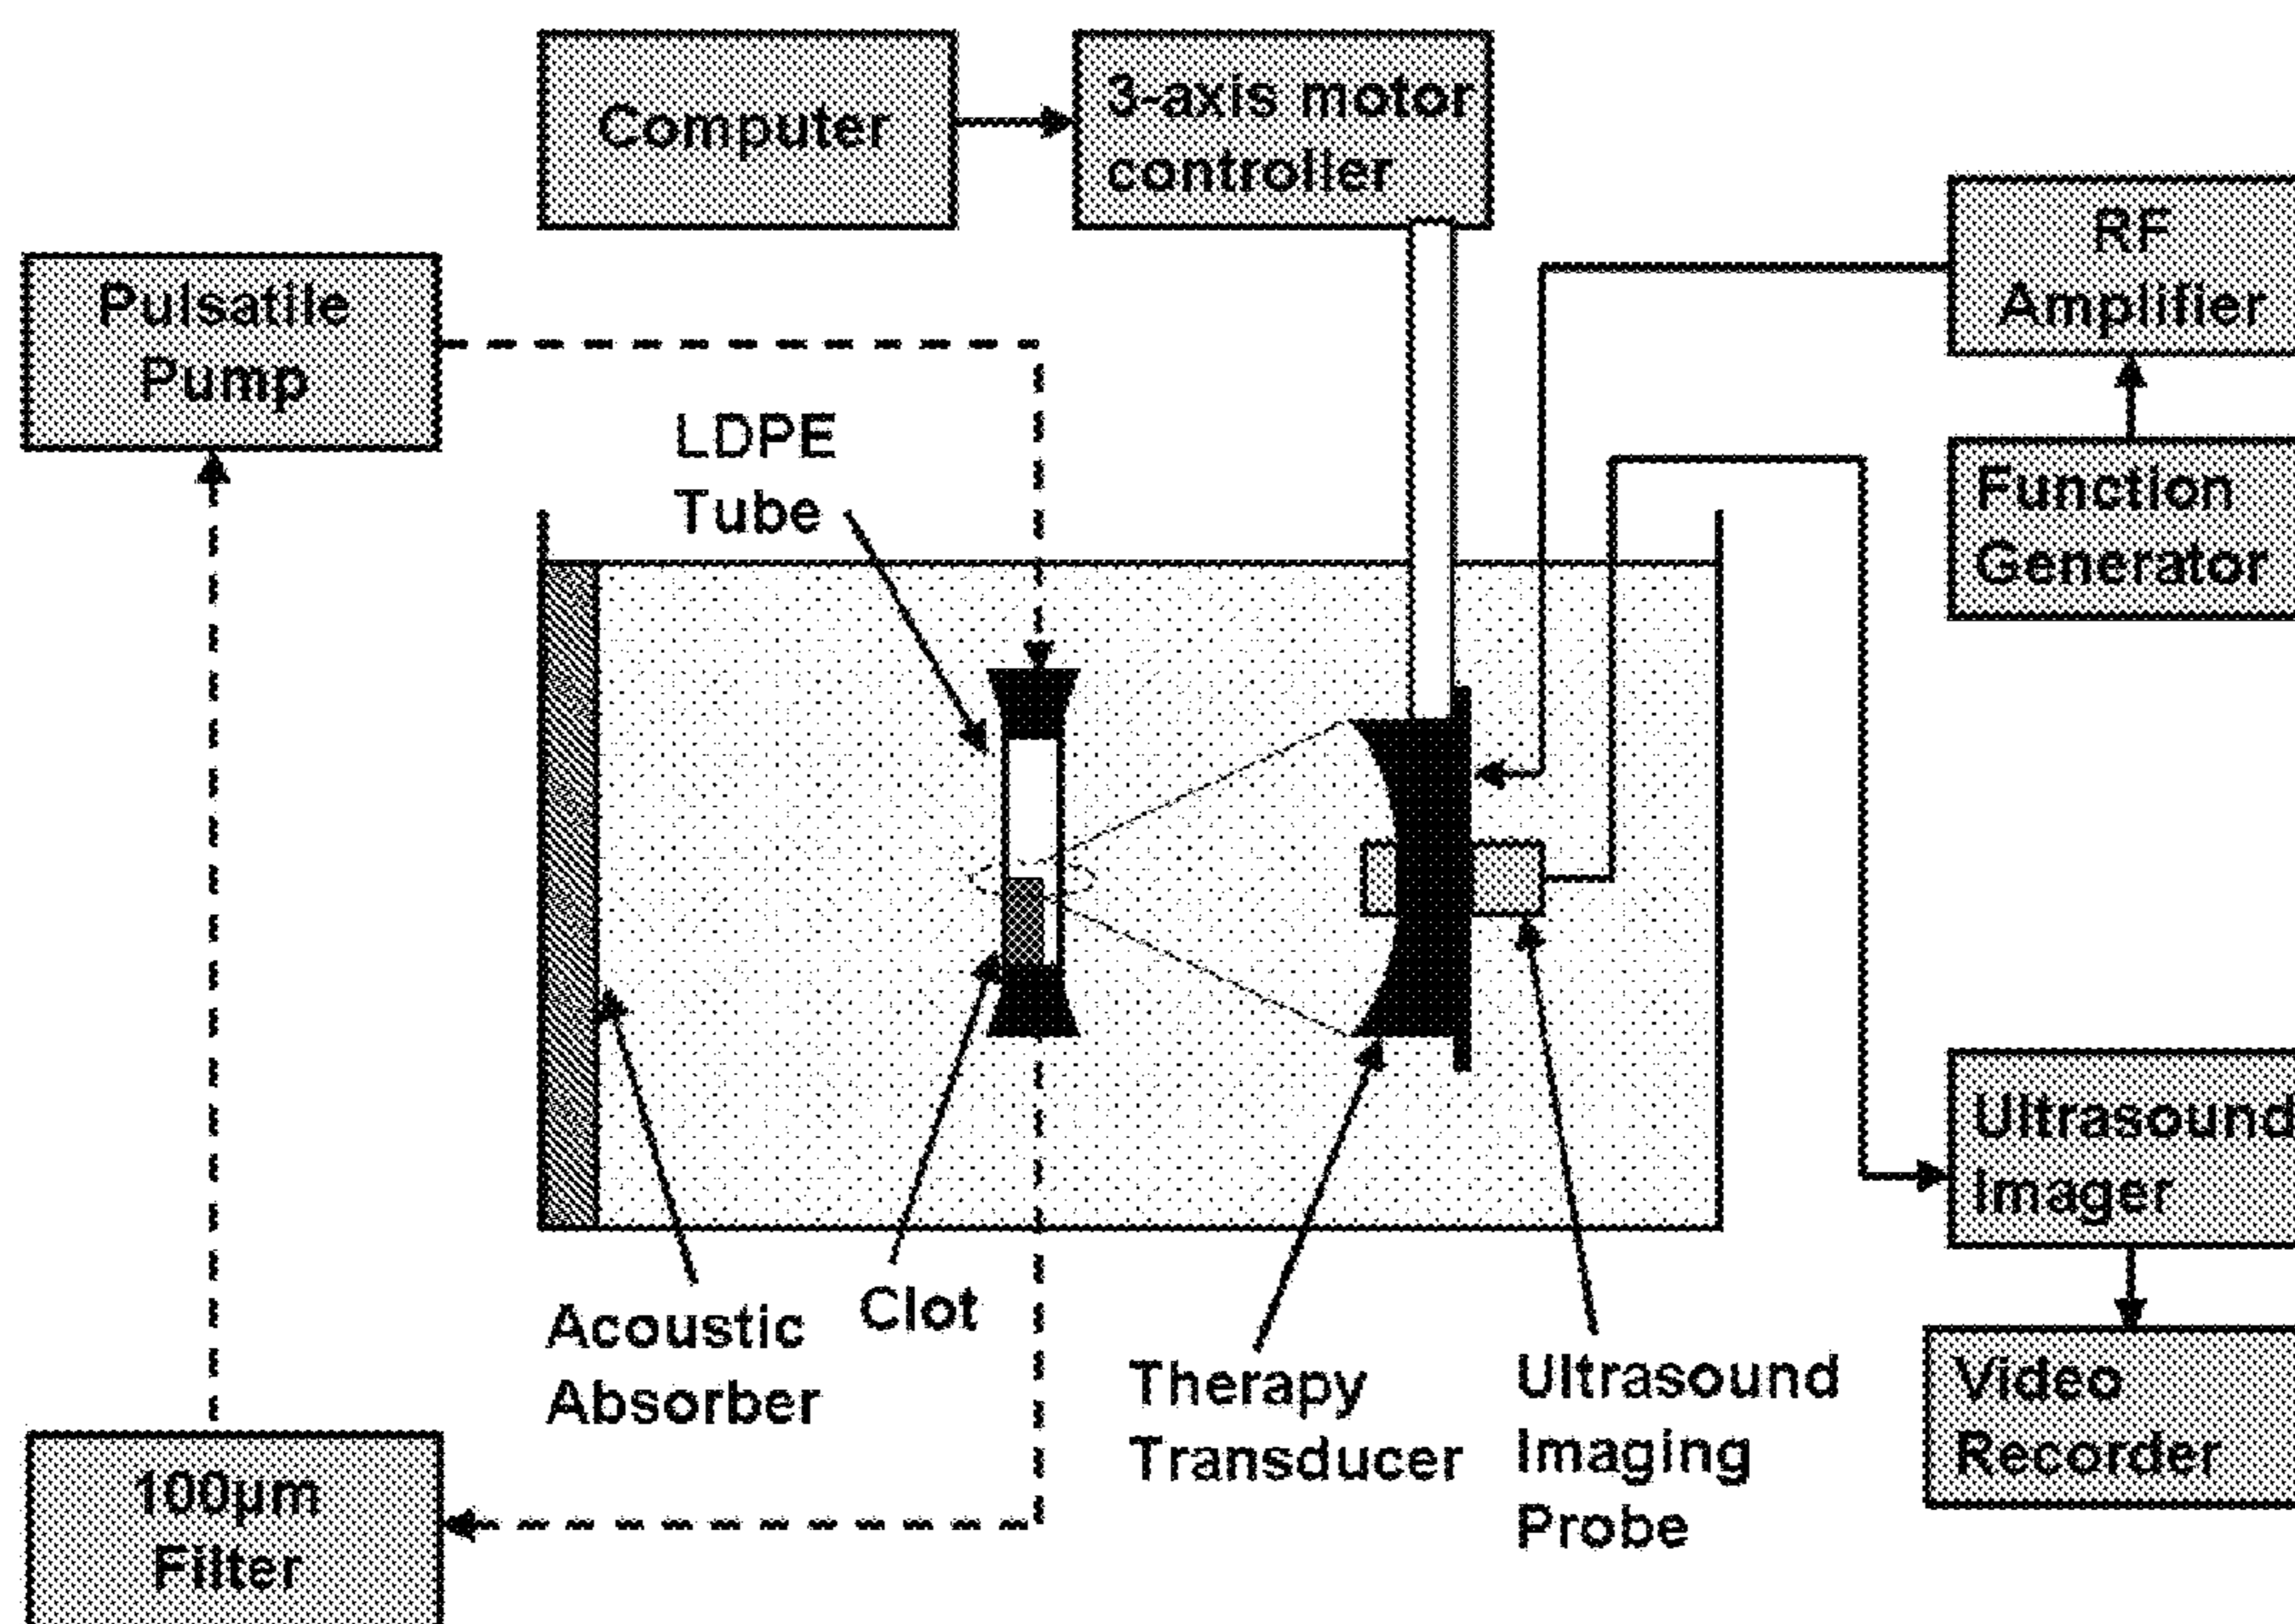 Computer
3-axis motor
controller
RF
Amplifier
Pulsatile
Pump
LDPE
Tube
Function
Generator
Ultrasound
Imager
Acoustic
Absorber
Clot
Therapy
Transducer
Ultrasound
Imaging
Probe
Video
Recorder
100µm
Filter